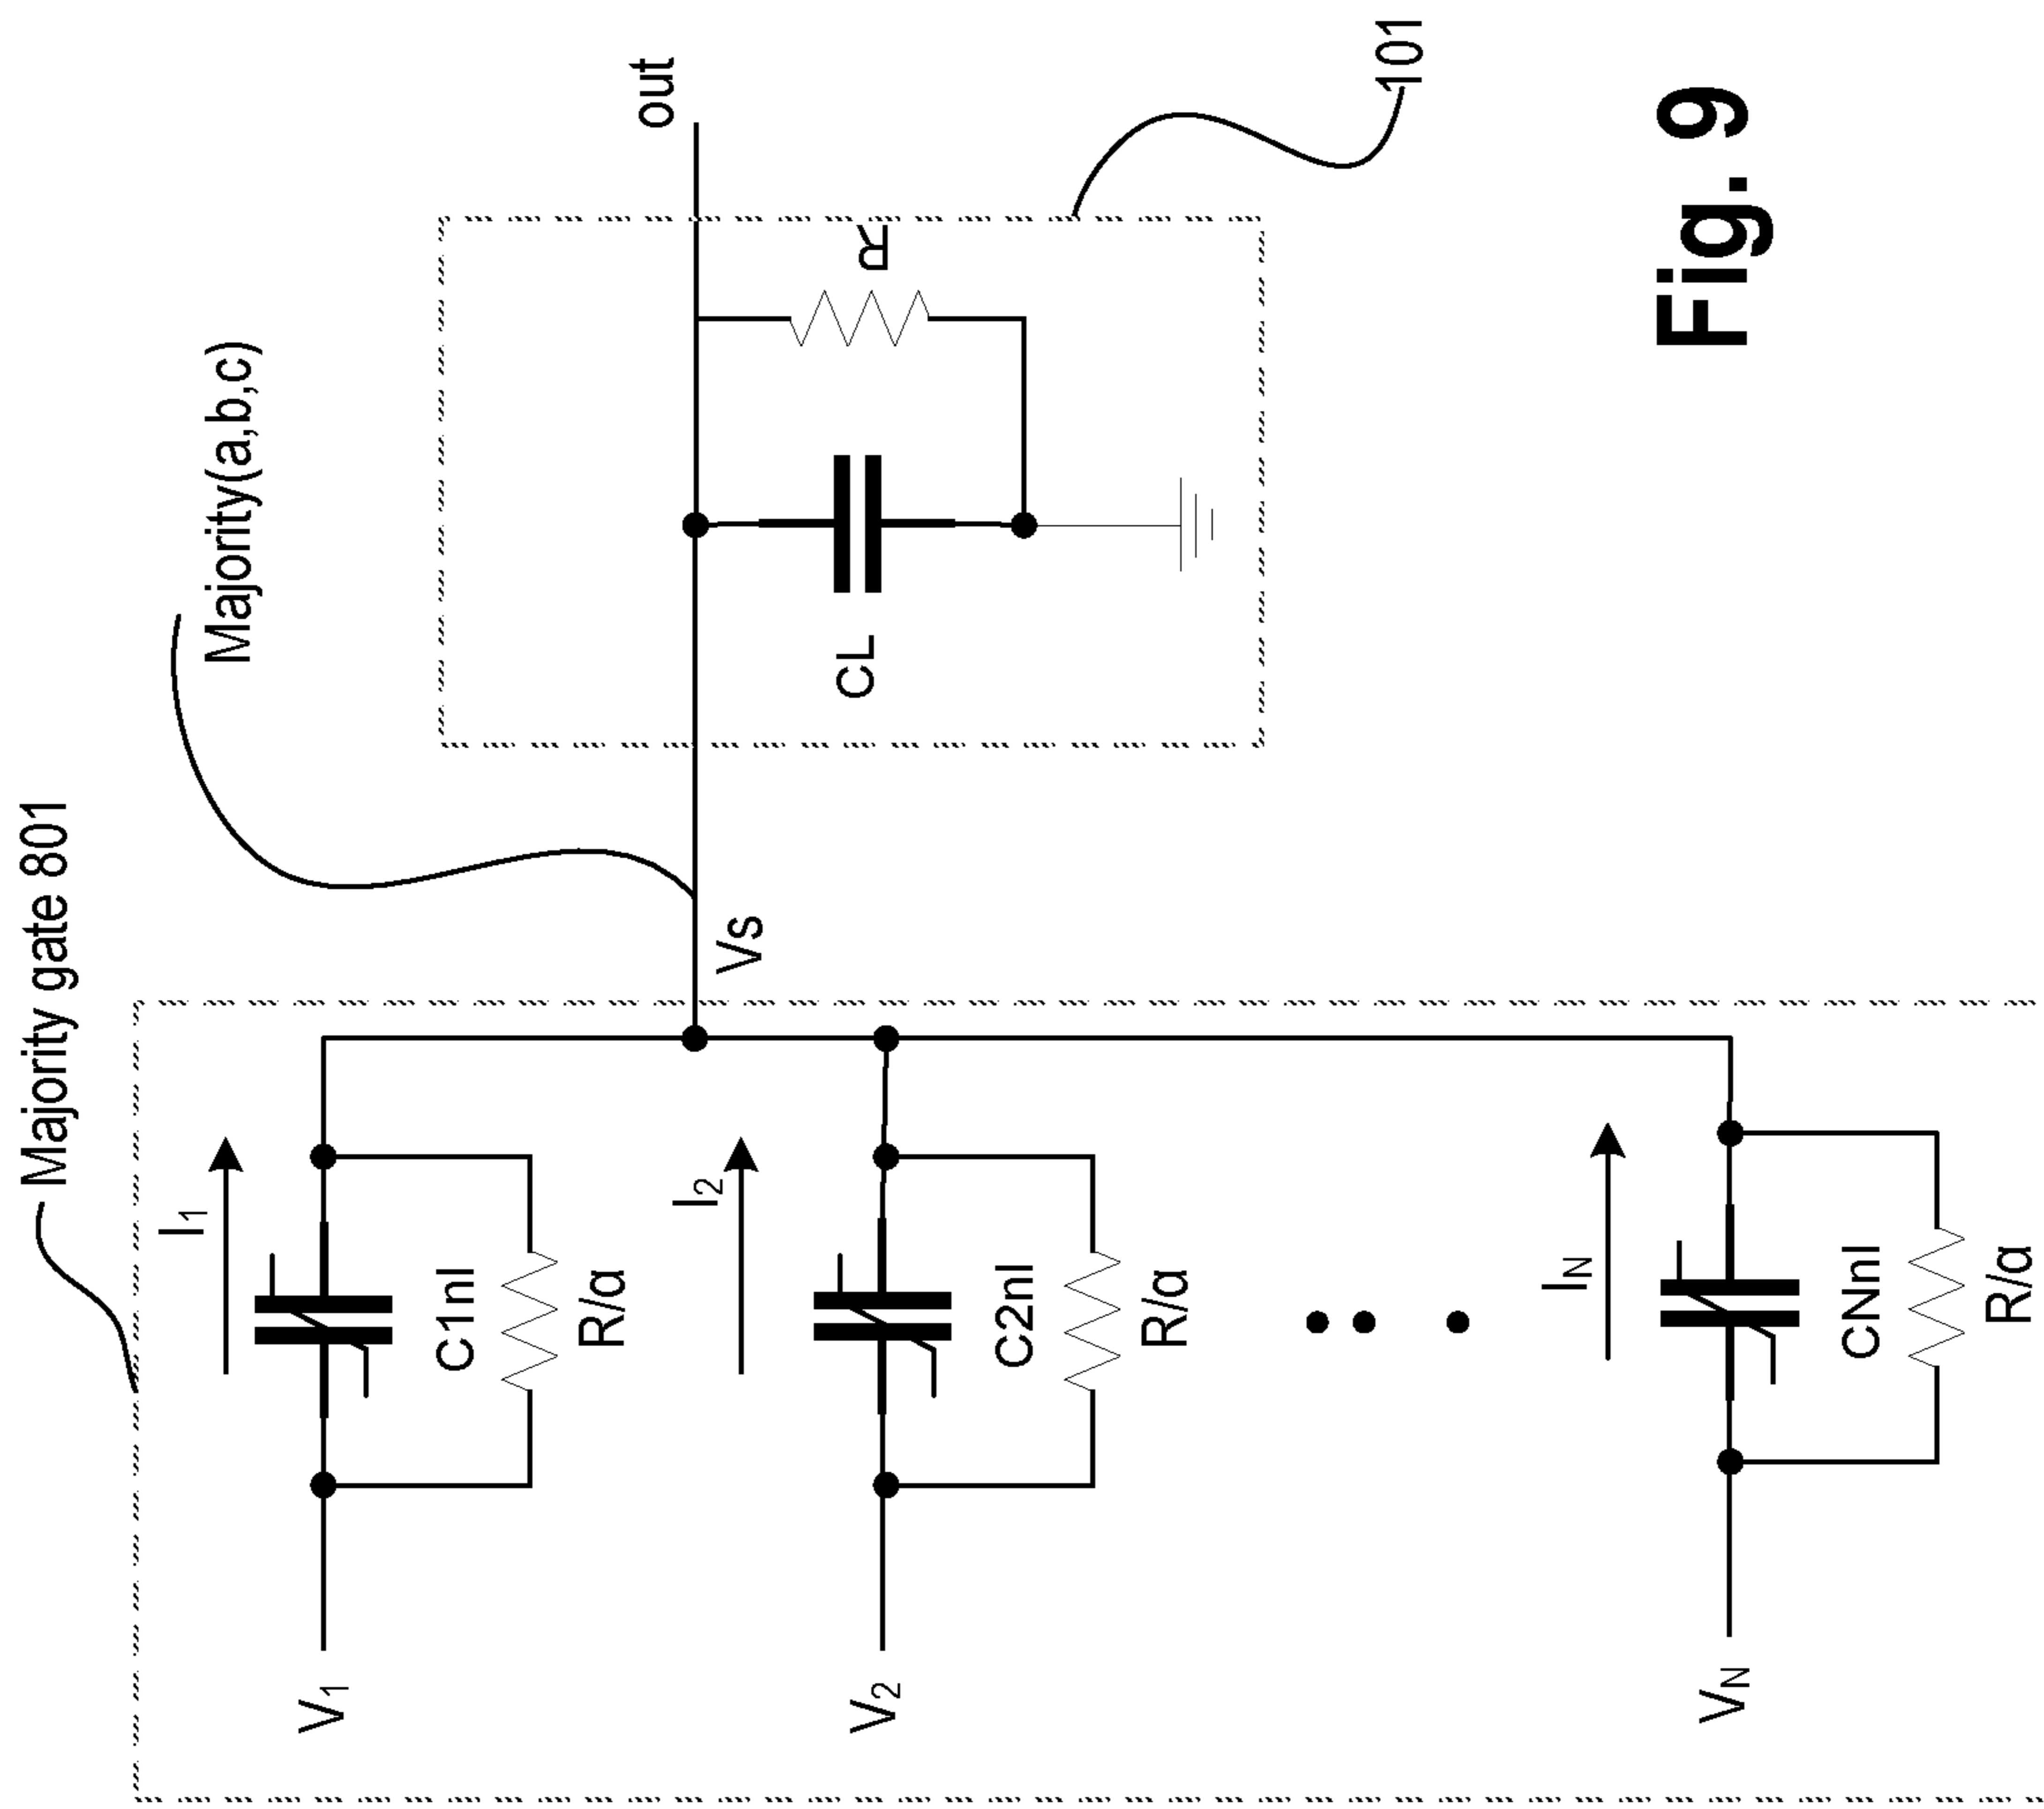 Majority gate 801
V1
I1
C1nl
R/α
V2
I2
C2nl
R/α
VN
IN
CNnl
R/α
Vs
Majority(a,b,c)
CL
R
out
101
Fig. 9